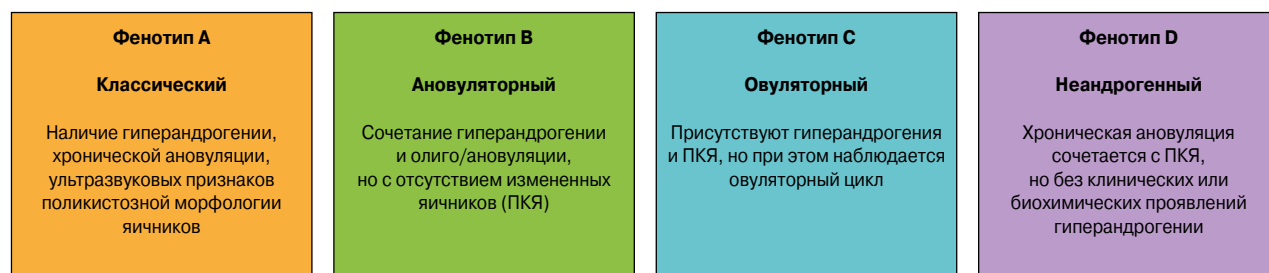 Фенотип A
Классический
Наличие гиперандрогении,
хронической ановуляции,
ультразвуковых признаков
поликистозной морфологии
яичников
Фенотип B
Ановуляторный
Сочетание гиперандрогении
и олиго/ановуляции,
но с отсутствием измененных
яичников (ПКЯ)
Фенотип C
Овуляторный
Присутствуют гиперандрогения
и ПКЯ, но при этом наблюдается
овуляторный цикл
Фенотип D
Неандрогенный
Хроническая ановуляция
сочетается с ПКЯ,
но без клинических или
биохимических проявлений
гиперандрогении